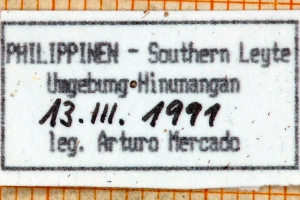 PHILIPPINEN - Southern Leyte
Umgebung Hinunangan
13. III. 1991
leg. Arturo Mercado